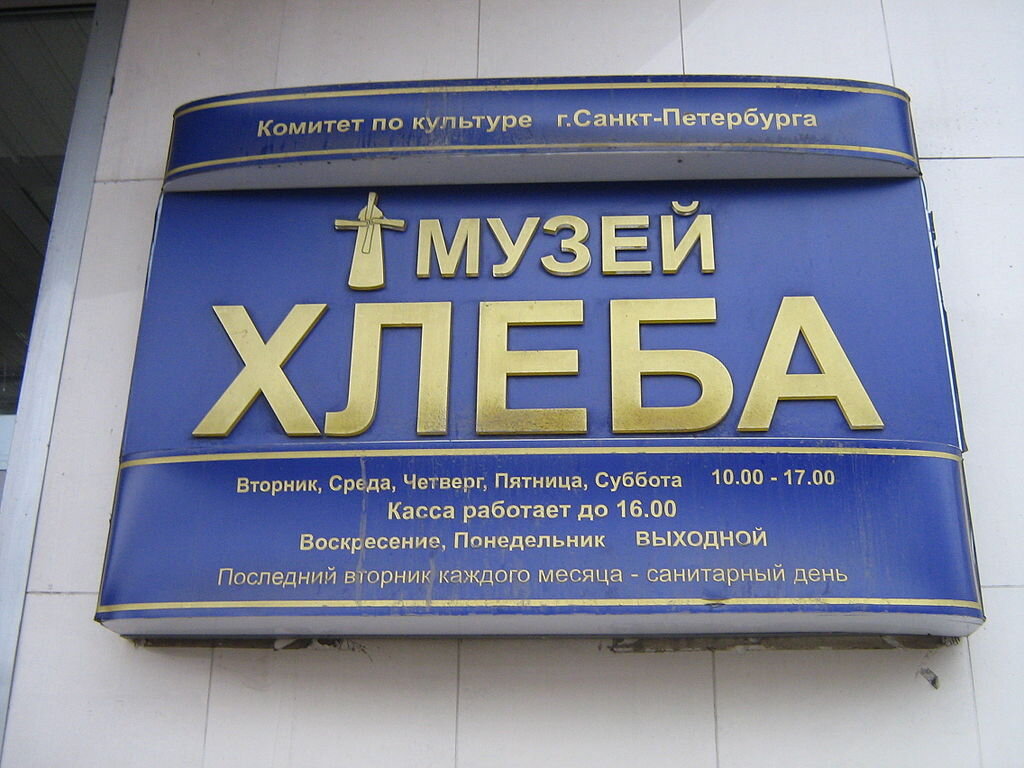 Комитет по культуре г.Санкт-Петербурга
МУЗЕЙ
ХЛЕБА
Вторник, Среда, Четверг, Пятница, Суббота 10.00 - 17.00
Касса работает до 16.00
Воскресение, Понедельник ВЫХОДНОЙ
Последний вторник каждого месяца - санитарный день